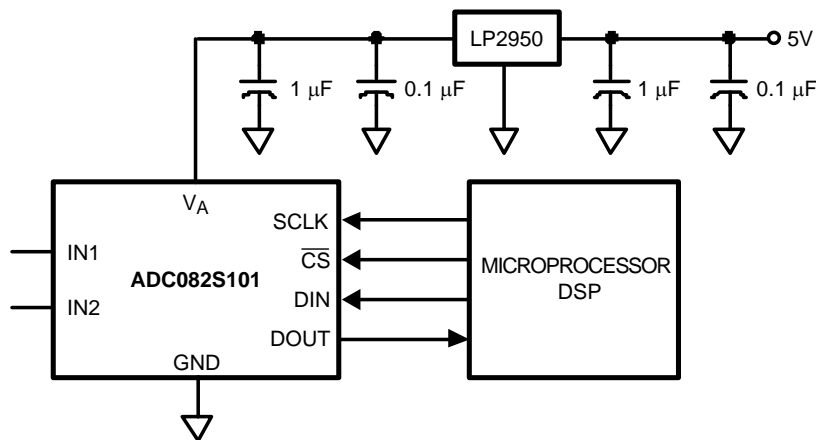 LP2950
5V
1 μF
0.1 μF
1 μF
0.1 μF
VA
SCLK
IN1
CS
MICROPROCESSOR
DSP
ADC082S101
DIN
IN2
DOUT
GND